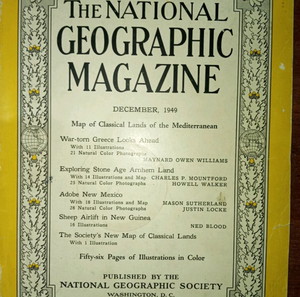 THE NATIONAL
GEOGRAPHIC
MAGAZINE
DECEMBER, 1949
Map of Classical Lands of the Mediterranean
War-torn Greece Looks Ahead
With 11 Illustrations
21 Natural Color Photographs
MAYNARD OWEN WILLIAMS
Exploring Stone Age Arnhem Land
With 18 Illustrations and Map CHARLES P. MOUNTFORD
25 Natural Color Photographs HOWELL WALKER
Adobe New Mexico
With 18 Illustrations and Map MASON SUTHERLAND
28 Natural Color Photographs JUSTIN LOCKE
Sheep Airlift in New Guinea
18 Illustrations NED BLOOD
The Society's New Map of Classical Lands
With 1 Illustration
Fifty-six Pages of Illustrations in Color
PUBLISHED BY THE
NATIONAL GEOGRAPHIC SOCIETY
WASHINGTON, D.C.